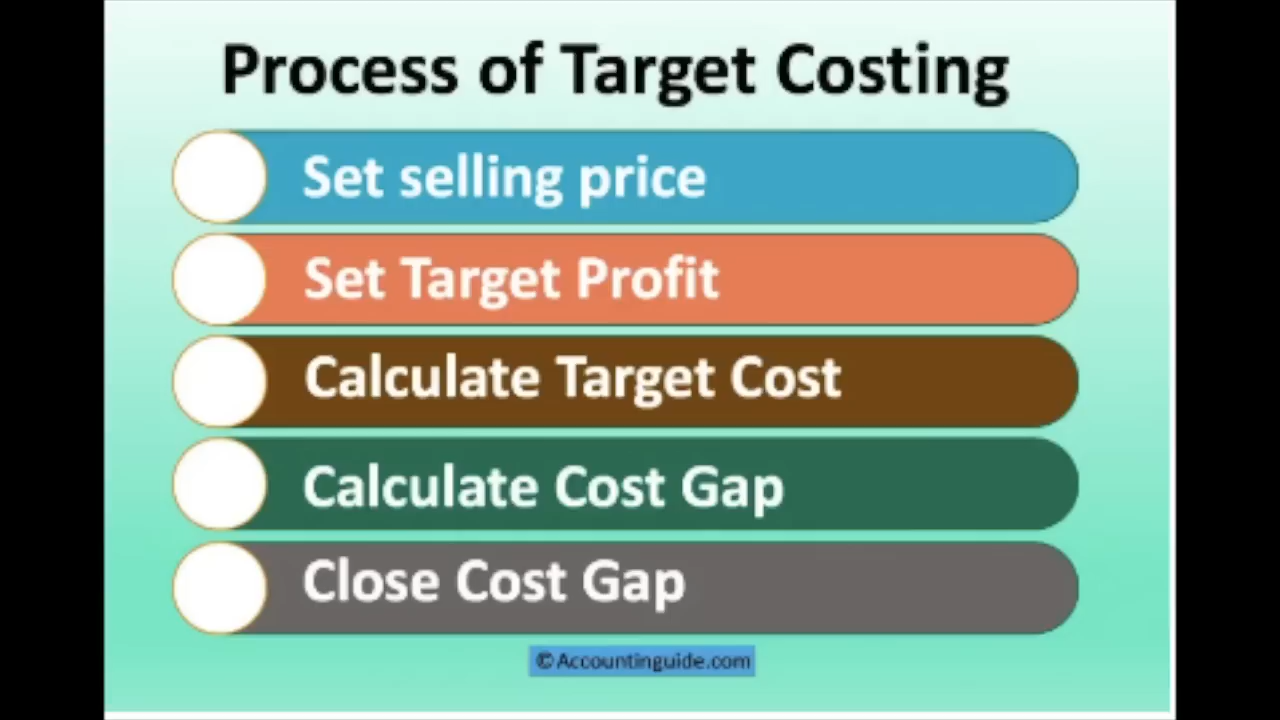 Process of Target Costing
Set selling price
Set Target Profit
Calculate Target Cost
Calculate Cost Gap
Close Cost Gap
©Accountinguide.com